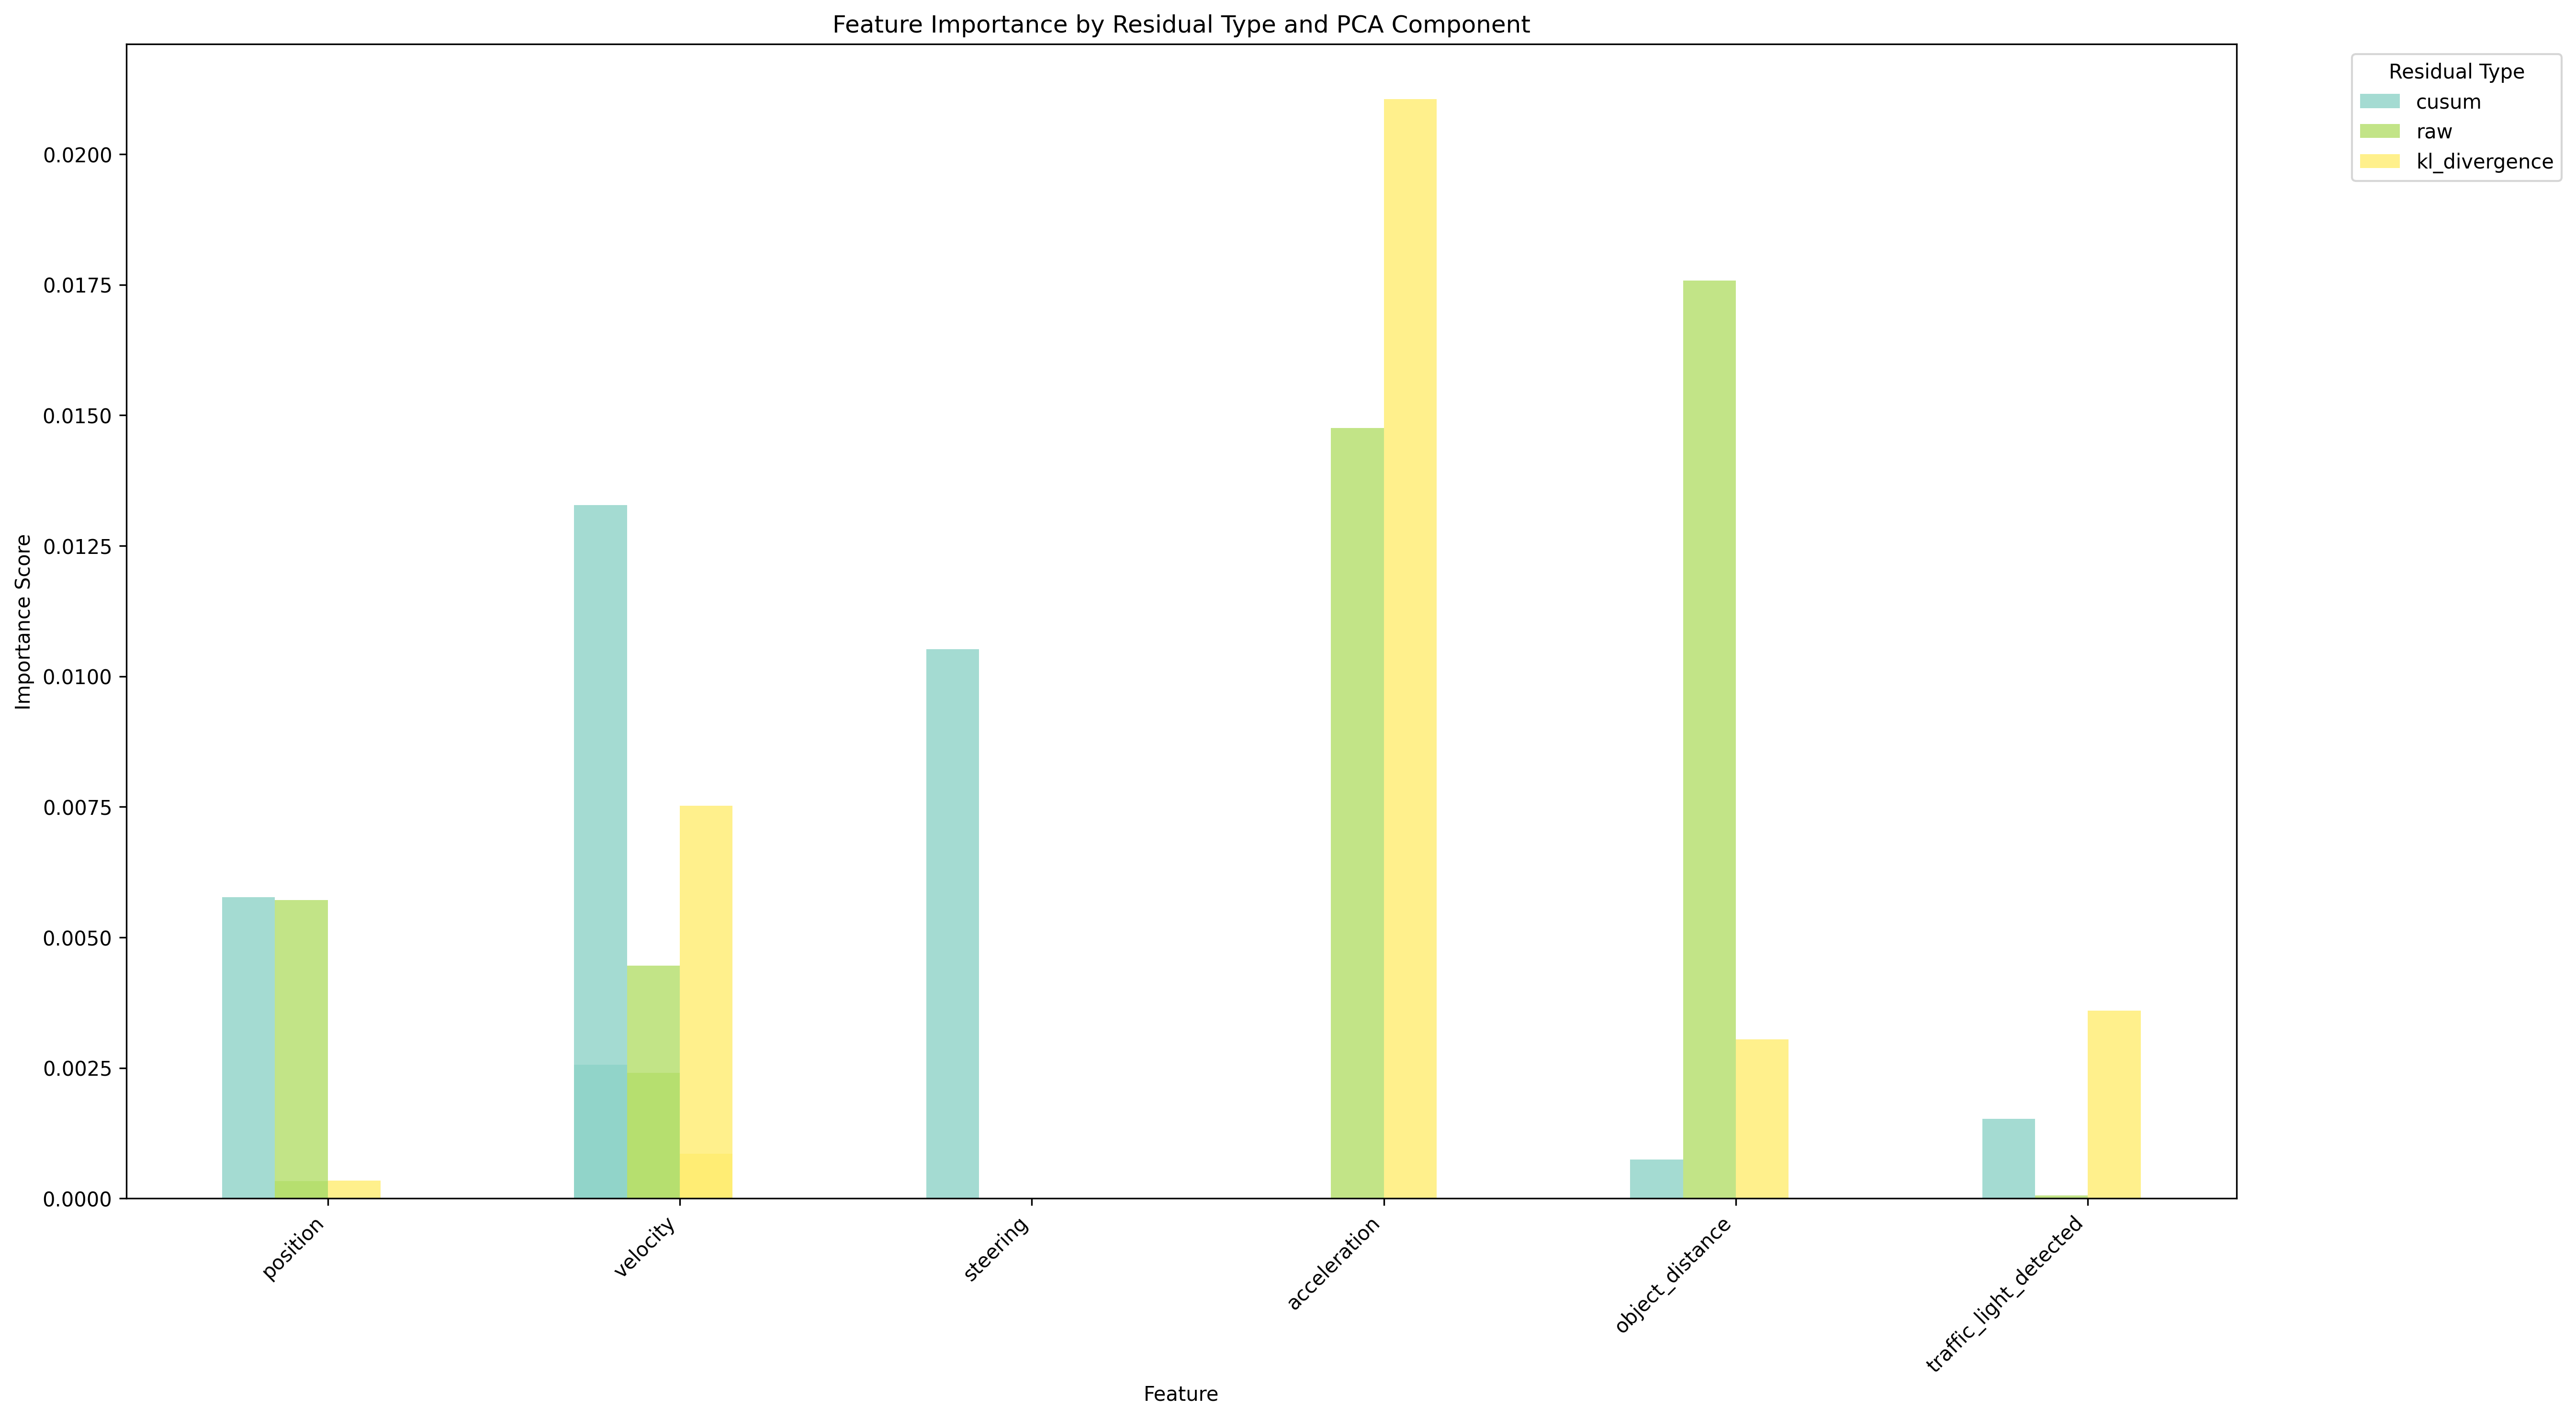 Feature Importance by Residual Type and PCA Component
Residual Type
cusum
raw
kl_divergence
Importance Score
0.0200
0.0175
0.0150
0.0125
0.0100
0.0075
0.0050
0.0025
0.0000
position
velocity
steering
acceleration
object_distance
traffic_light_detected
Feature